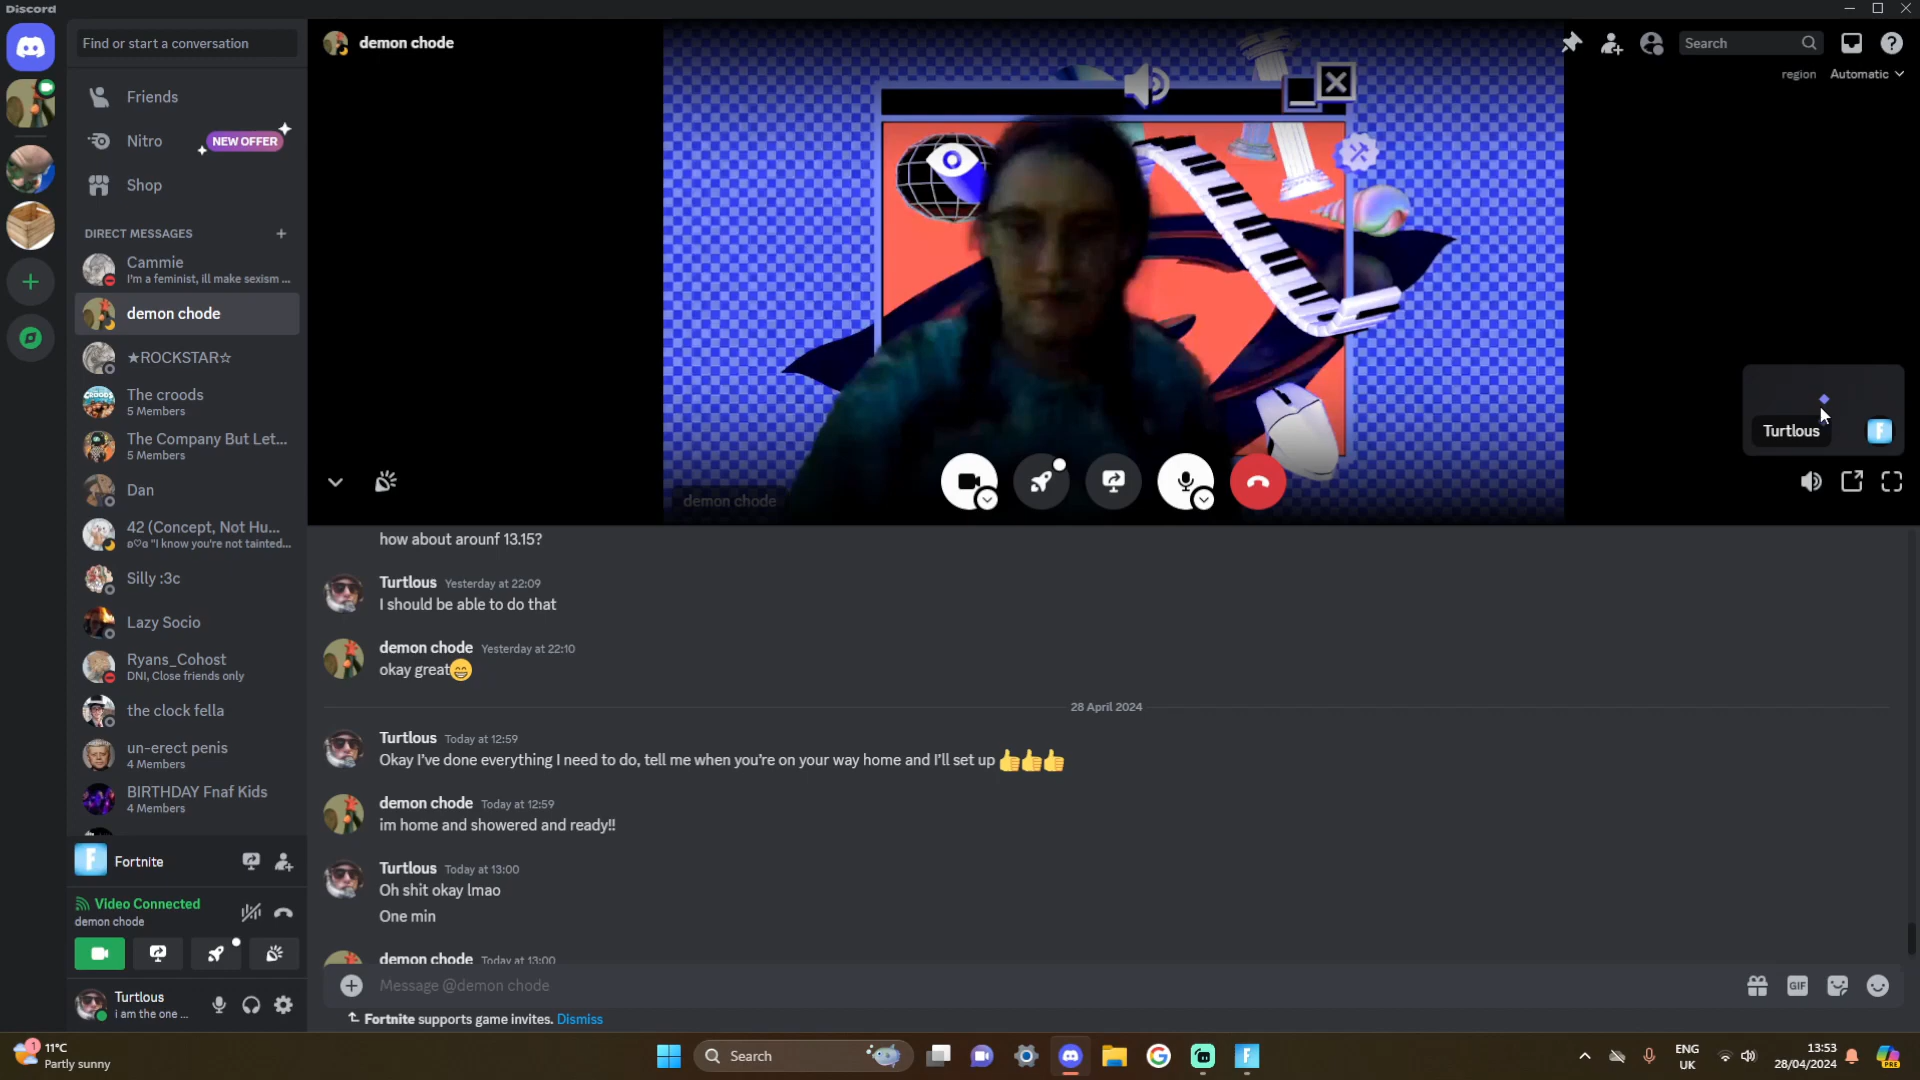 Discord
Find or start a conversation
Friends
Nitro
NEW OFFER
Shop
DIRECT MESSAGES
Cammie
I'm a feminist, ill make sexism ...
demon chode
★ROCKSTAR☆
The croods
5 Members
The Company But Let...
5 Members
Dan
42 (Concept, Not Hu...
ʚ♡ɞ "I know you're not tainted...
Silly :3c
Lazy Socio
Ryans_Cohost
DNI, Close friends only
the clock fella
un-erect penis
4 Members
BIRTHDAY Fnaf Kids
4 Members
Fortnite
Video Connected
demon chode
Turtlous
i am the one ...
demon chode
Search
region Automatic
demon chode
Turtlous
how about arounf 13.15?
Turtlous Yesterday at 22:09
I should be able to do that
demon chode Yesterday at 22:10
okay great😁
28 April 2024
Turtlous Today at 12:59
Okay I've done everything I need to do, tell me when you're on your way home and I'll set up 👍👍👍
demon chode Today at 12:59
im home and showered and ready!!
Turtlous Today at 13:00
Oh shit okay lmao
One min
demon chode Today at 13:00
Message @demon chode
GIF
Fortnite supports game invites. Dismiss
1
11°C
Partly sunny
Search
ENG
UK
13:53
28/04/2024
PRE